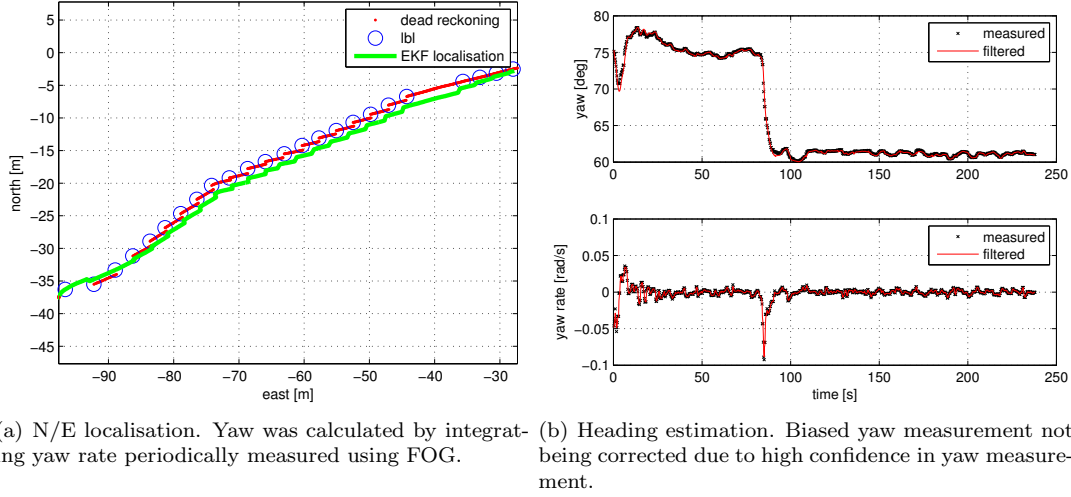 5
0
−5
−10
−15
−20
−25
−30
−35
−40
−45
north [m]
−90 −80 −70 −60 −50 −40 −30
east [m]
dead reckoning
lbl
EKF localisation
(a) N/E localisation. Yaw was calculated by integrat-
ing yaw rate periodically measured using FOG.
80
75
70
65
60
yaw [deg]
0 50 100 150 200 250
measured
filtered
0.1
0.05
0
−0.05
−0.1
yaw rate [rad/s]
0 50 100 150 200 250
time [s]
measured
filtered
(b) Heading estimation. Biased yaw measurement not
being corrected due to high confidence in yaw measure-
ment.